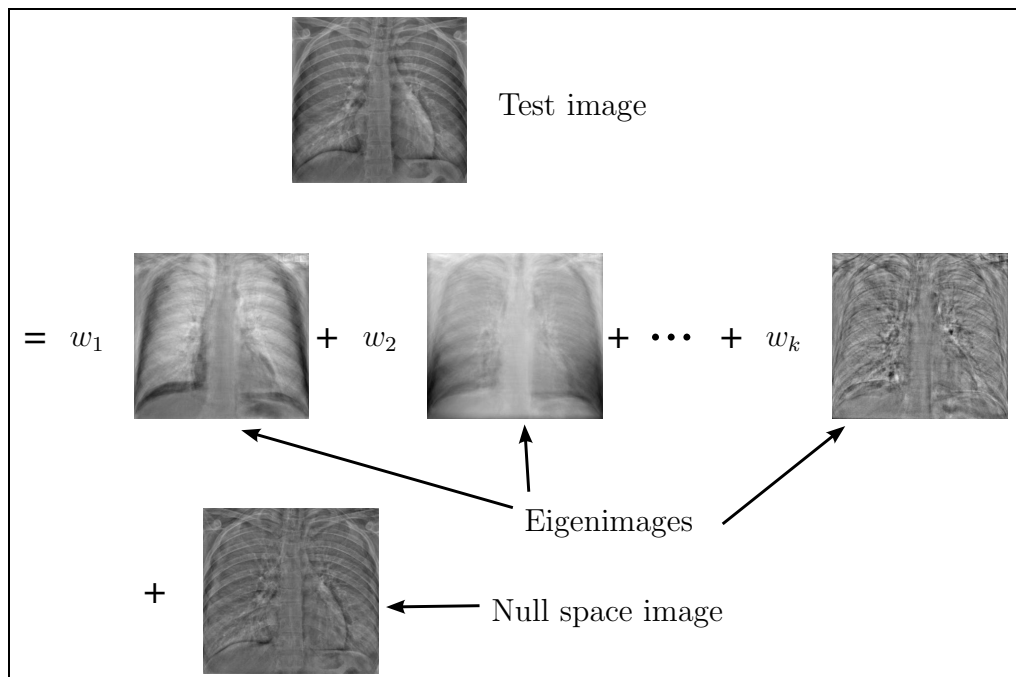 Test image
= w₁ + w₂ + ··· + wₖ
Eigenimages
+
Null space image